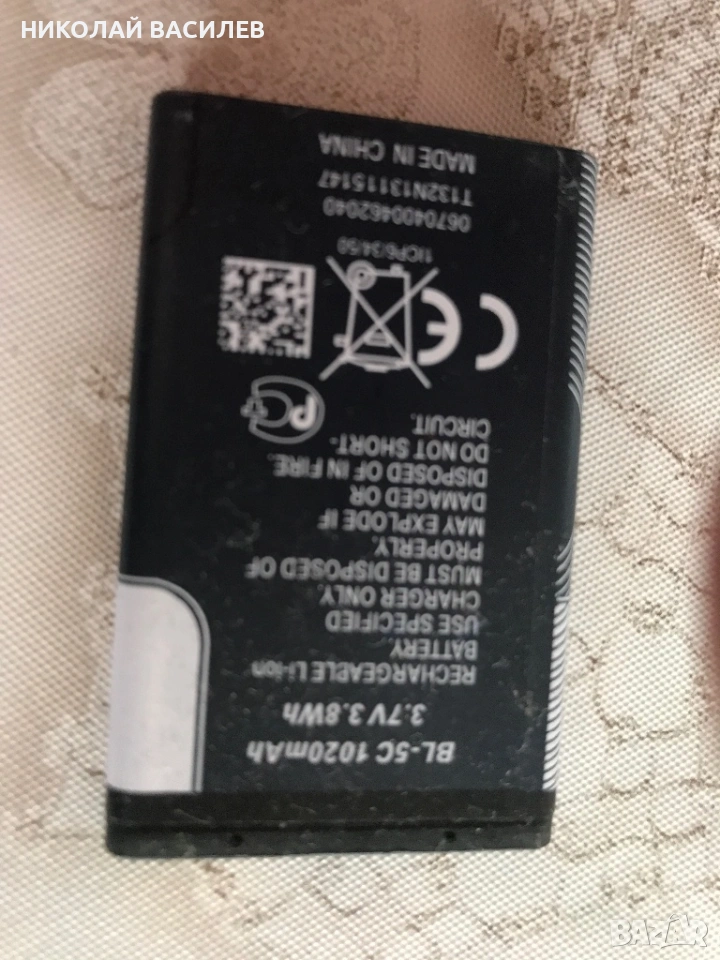 НИКОЛАЙ ВАСИЛЕВ
BL-5C 1020mAh
3.7V 3.8Wh
RECHARGEABLE Li-Ion
BATTERY.
USE SPECIFIED
CHARGER ONLY.
MUST BE DISPOSED OF
PROPERLY.
MAY EXPLODE IF
DAMAGED OR
DISPOSED OF IN FIRE.
DO NOT SHORT-
CIRCUIT.
PCT
CE
1ICP6/34/50
0670400462040
T132N13115147
MADE IN CHINA
BAZAR